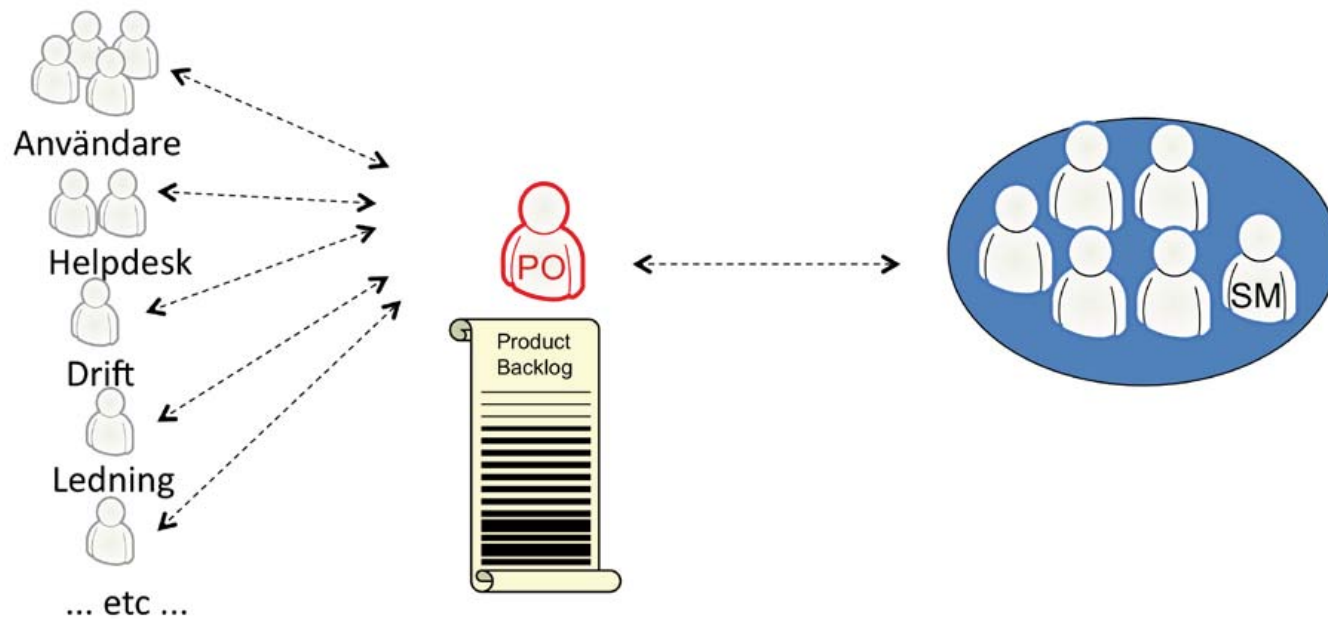 Användare
Helpdesk
Drift
Ledning
... etc ...
PO
Product
Backlog
SM